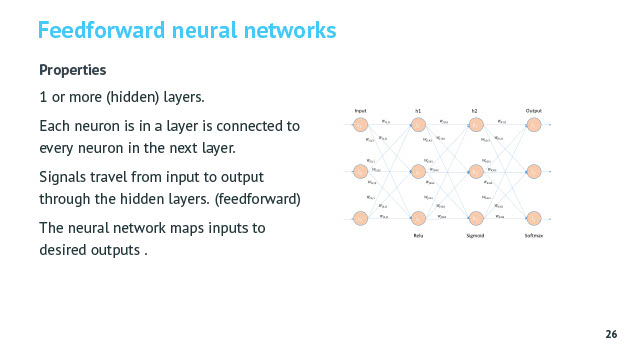 Feedforward neural networks
Properties
1 or more (hidden) layers.
Each neuron is in a layer is connected to
every neuron in the next layer.
Signals travel from input to output
through the hidden layers. (feedforward)
The neural network maps inputs to
desired outputs .
Input h1 h2 Output
Relu Sigmoid Softmax
26